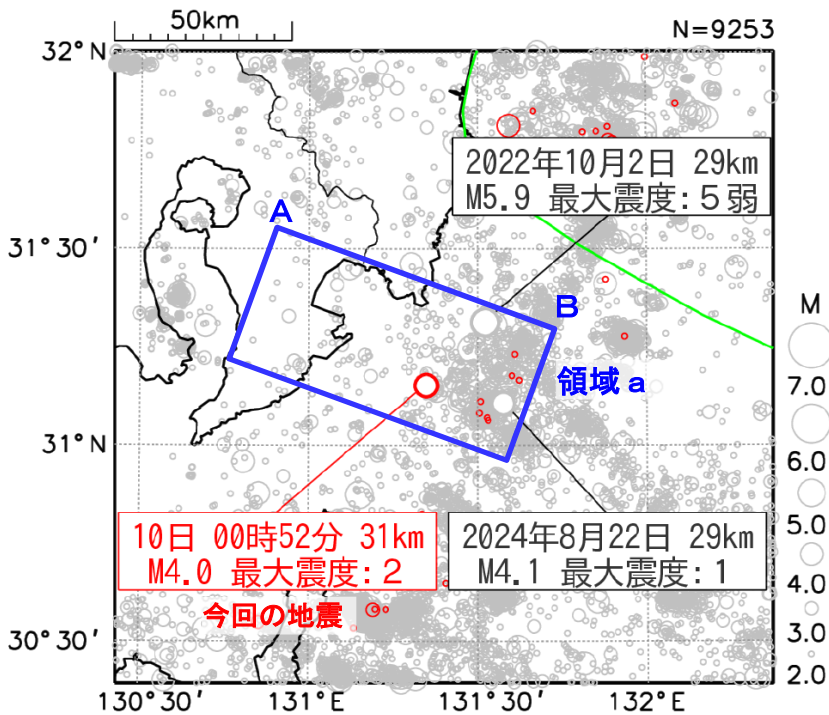 50km
N=9253
32°N
2022年10月2日 29km
M5.9 最大震度:5弱
A
31°30′
B
M
領域a
7.0
31°N
6.0
10日 00時52分 31km
M4.0 最大震度:2
2024年8月22日 29km
M4.1 最大震度:1
5.0
4.0
今回の地震
30°30′
3.0
2.0
130°30′
131°E
131°30′
132°E